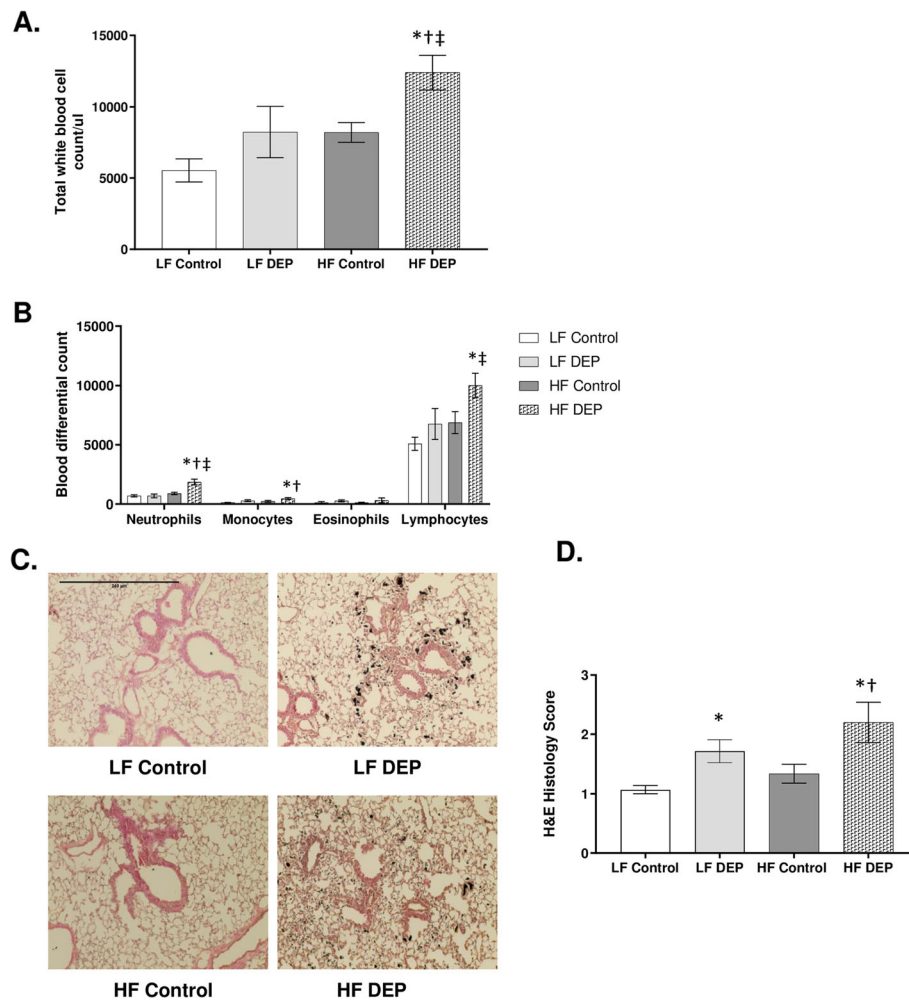 A.
Total white blood cell
count/ul
15000
10000
5000
0
*†‡
LF Control
LF DEP
HF Control
HF DEP
B
Blood differential count
15000
10000
5000
0
*†‡
*†
*‡
Neutrophils
Monocytes
Eosinophils
Lymphocytes
LF Control
LF DEP
HF Control
HF DEP
C.
LF Control
LF DEP
HF Control
HF DEP
D.
H&E Histology Score
3
2
1
0
*
*†
LF Control
LF DEP
HF Control
HF DEP